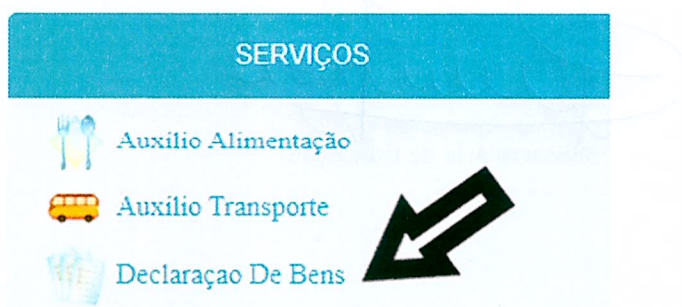 SERVIÇOS
Auxílio Alimentação
Auxílio Transporte
Declaraçao De Bens